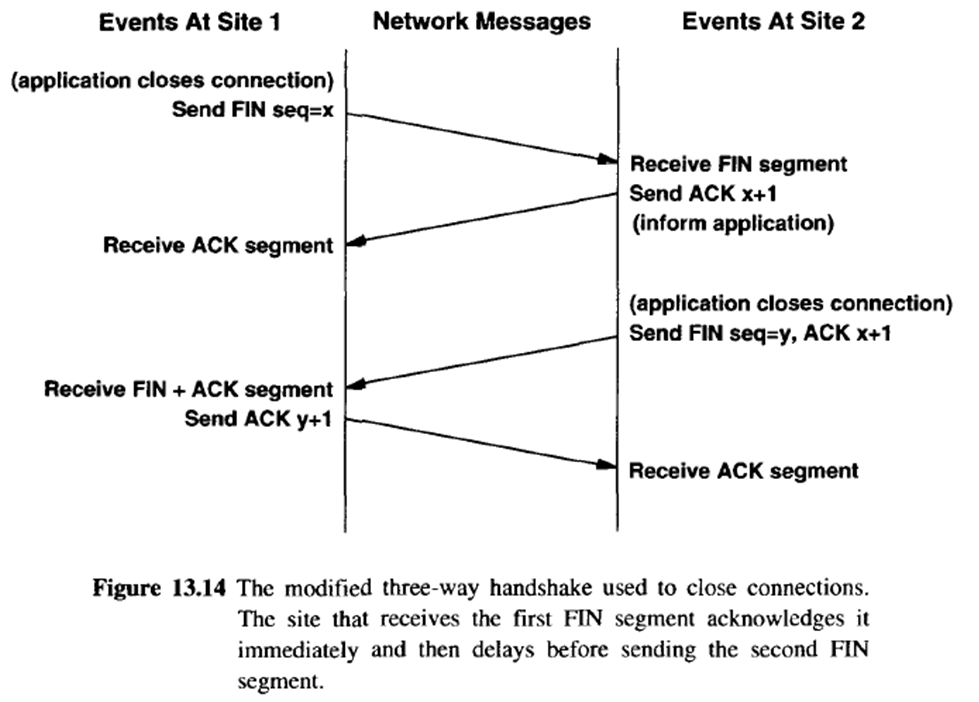 Events At Site 1 Network Messages Events At Site 2
(application closes connection)
Send FIN seq=x
Receive FIN segment
Send ACK x+1
(inform application)
Receive ACK segment
(application closes connection)
Send FIN seq=y, ACK x+1
Receive FIN + ACK segment
Send ACK y+1
Receive ACK segment
Figure 13.14 The modified three-way handshake used to close connections.
The site that receives the first FIN segment acknowledges it
immediately and then delays before sending the second FIN
segment.